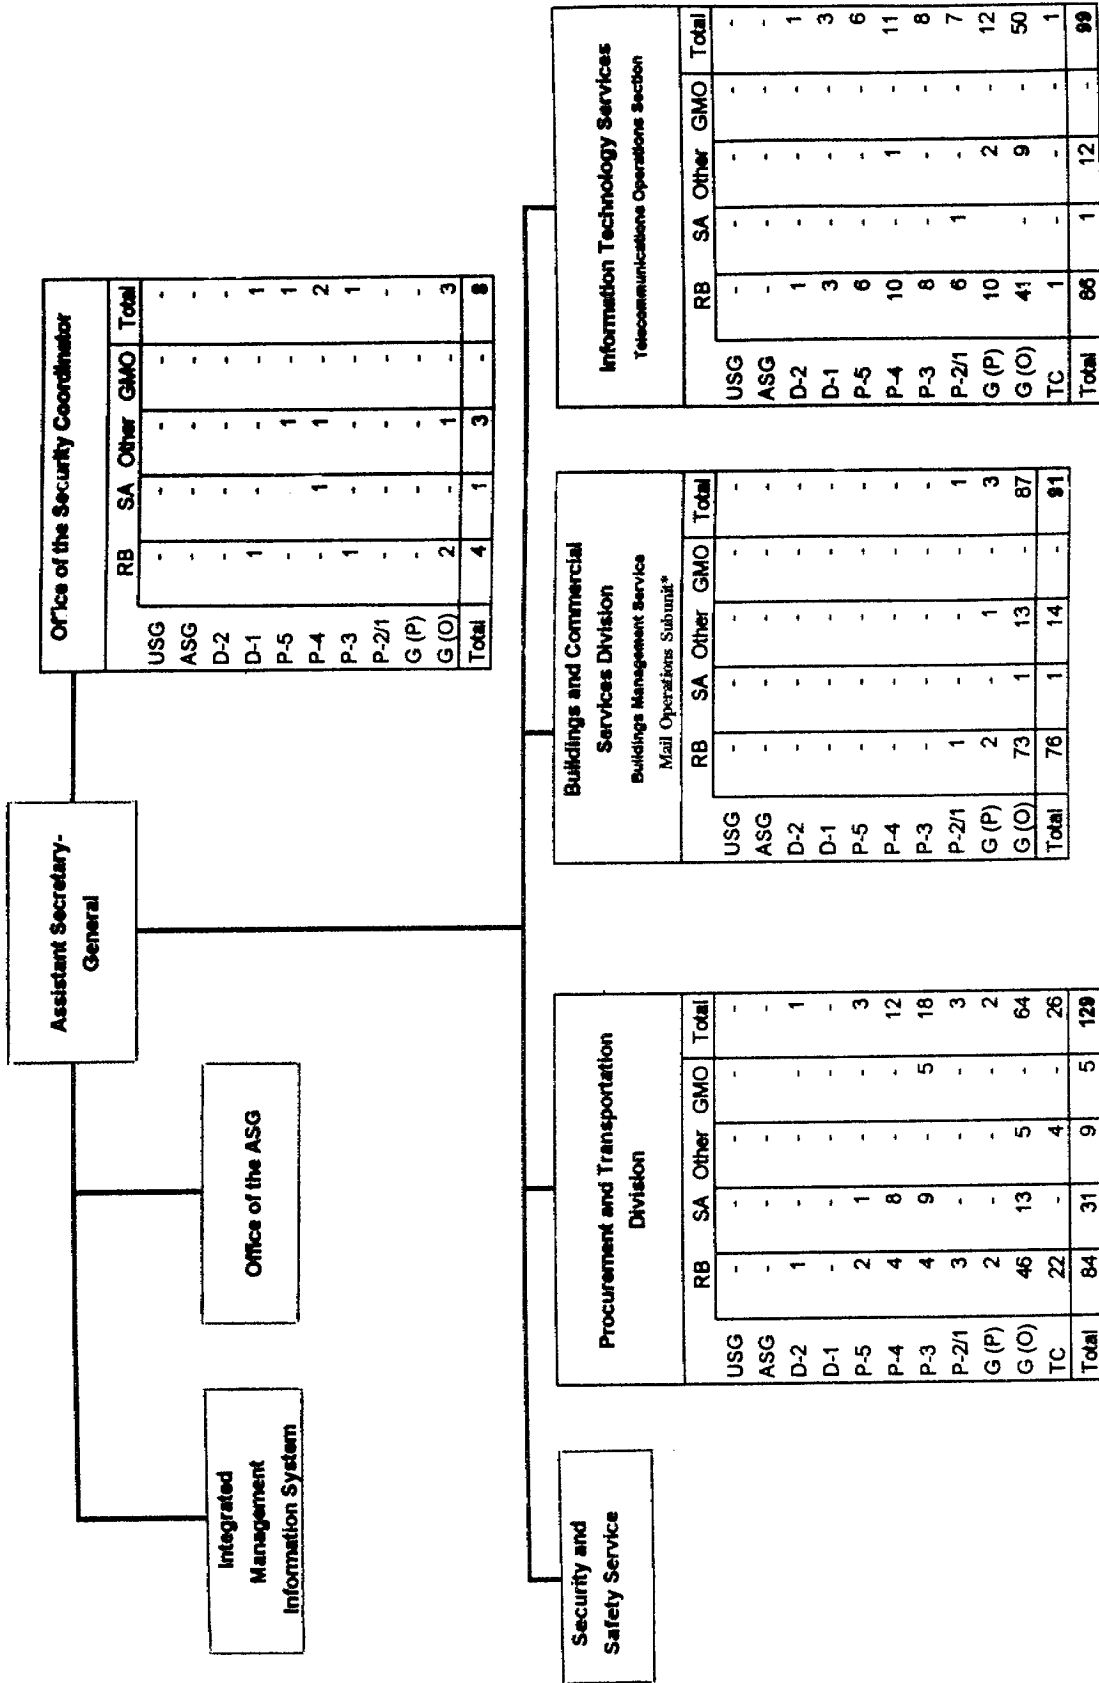 Assistant Secretary-
General
Integrated
Management
Information System
Office of the ASG
Office of the Security Coordinator
RB SA Other GMO Total
USG - - - - -
ASG - - - - -
D-2 - - - - -
D-1 1 - - - 1
P-5 - - 1 - 1
P-4 - 1 1 - 2
P-3 1 - - - 1
P-2/1 - - - - -
G (P) - - - - -
G (O) 2 - 1 - 3
Total 4 1 3 - 8
Security and
Safety Service
Procurement and Transportation
Division
RB SA Other GMO Total
USG - - - - -
ASG - - - - -
D-2 1 - - - 1
D-1 - - - - -
P-5 2 1 - - 3
P-4 4 8 - - 12
P-3 4 9 - 5 18
P-2/1 3 - - - 3
G (P) 2 - - - 2
G (O) 46 13 5 - 64
TC 22 - 4 - 26
Total 84 31 9 5 129
Buildings and Commercial
Services Division
Buildings Management Service
Mail Operations Subunit*
RB SA Other GMO Total
USG - - - - -
ASG - - - - -
D-2 - - - - -
D-1 - - - - -
P-5 - - - - -
P-4 - - - - -
P-3 - - - - -
P-2/1 1 - - - 1
G (P) 2 - 1 - 3
G (O) 73 1 13 - 87
Total 76 1 14 - 91
Information Technology Services
Telecommunications Operations Section
RB SA Other GMO Total
USG - - - - -
ASG - - - - -
D-2 1 - - - 1
D-1 3 - - - 3
P-5 6 - - - 6
P-4 10 - 1 - 11
P-3 8 - - - 8
P-2/1 6 1 - - 7
G (P) 10 - 2 - 12
G (O) 41 - 9 - 50
TC 1 - - - 1
Total 86 1 12 - 99